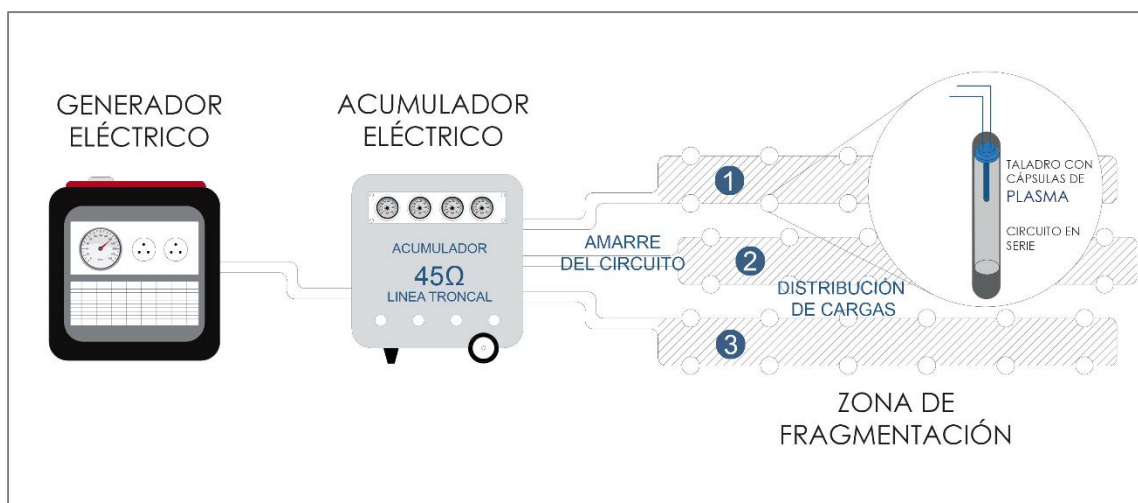 GENERADOR
ELÉCTRICO
ACUMULADOR
ELÉCTRICO
ACUMULADOR
45Ω
LINEA TRONCAL
AMARRE
DEL CIRCUITO
1
2
3
DISTRIBUCIÓN
DE CARGAS
TALADRO CON
CÁPSULAS DE
PLASMA
CIRCUITO EN
SERIE
ZONA DE
FRAGMENTACIÓN